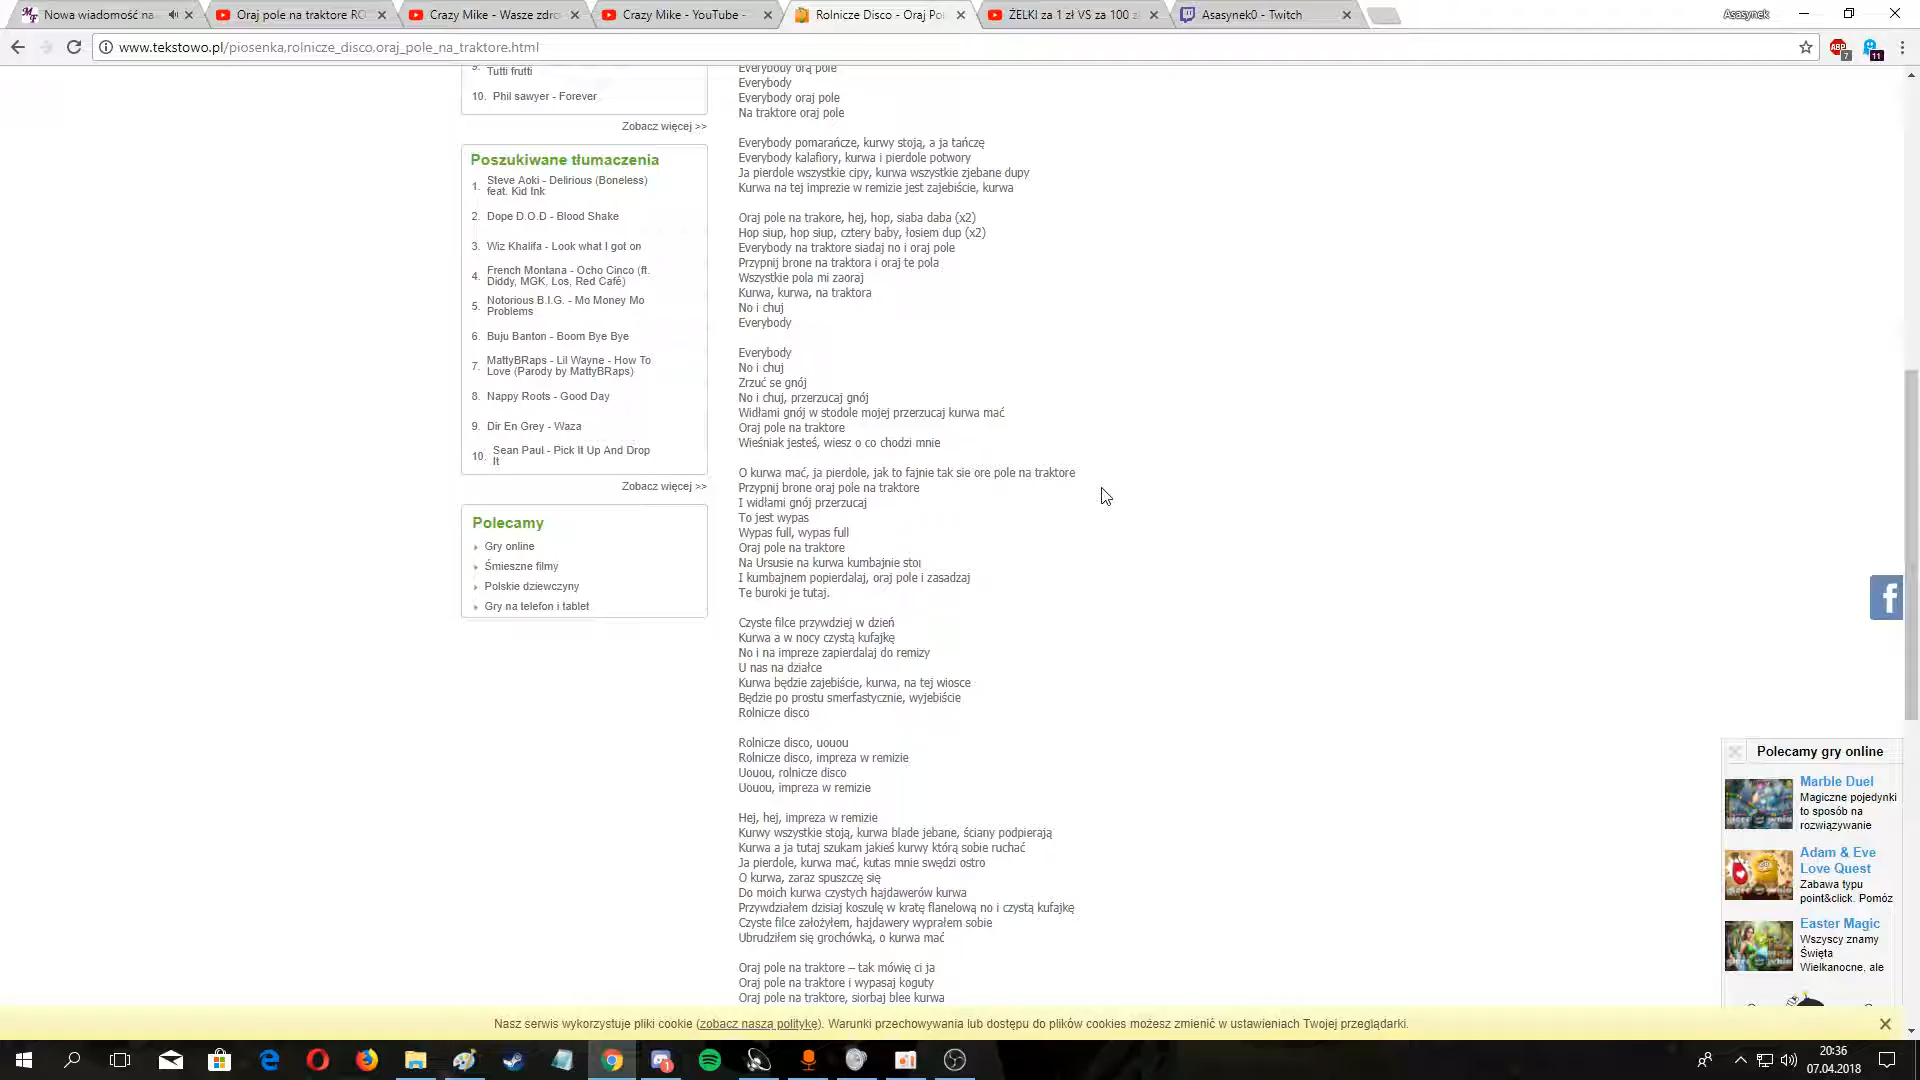 Nowa wiadomość na
Oraj pole na traktore RO
Crazy Mike - Wasze zdro
Crazy Mike - YouTube -
Rolnicze Disco - Oraj Po
ŻELKI za 1 zł VS za 100 z
Asasynek0 - Twitch
Asasynek
www.tekstowo.pl/piosenka,rolnicze_disco,oraj_pole_na_traktore.html
ABP
7
11
9. Tutti frutti
10. Phil sawyer - Forever
Zobacz więcej >>
Poszukiwane tłumaczenia
1. Steve Aoki - Delirious (Boneless)
feat. Kid Ink
2. Dope D.O.D - Blood Shake
3. Wiz Khalifa - Look what I got on
4. French Montana - Ocho Cinco (ft.
Diddy, MGK, Los, Red Café)
5. Notorious B.I.G. - Mo Money Mo
Problems
6. Buju Banton - Boom Bye Bye
7. MattyBRaps - Lil Wayne - How To
Love (Parody by MattyBRaps)
8. Nappy Roots - Good Day
9. Dir En Grey - Waza
10. Sean Paul - Pick It Up And Drop
It
Zobacz więcej >>
Polecamy
Gry online
Śmieszne filmy
Polskie dziewczyny
Gry na telefon i tablet
Everybody orą pole
Everybody
Everybody oraj pole
Na traktore oraj pole
Everybody pomarańcze, kurwy stoją, a ja tańczę
Everybody kalafiory, kurwa i pierdole potwory
Ja pierdole wszystkie cipy, kurwa wszystkie zjebane dupy
Kurwa na tej imprezie w remizie jest zajebiście, kurwa
Oraj pole na trakore, hej, hop, siaba daba (x2)
Hop siup, hop siup, cztery baby, łosiem dup (x2)
Everybody na traktore siadaj no i oraj pole
Przypnij brone na traktora i oraj te pola
Wszystkie pola mi zaoraj
Kurwa, kurwa, na traktora
No i chuj
Everybody
Everybody
No i chuj
Zrzuć se gnój
No i chuj, przerzucaj gnój
Widłami gnój w stodole mojej przerzucaj kurwa mać
Oraj pole na traktore
Wieśniak jesteś, wiesz o co chodzi mnie
O kurwa mać, ja pierdole, jak to fajnie tak sie ore pole na traktore
Przypnij brone oraj pole na traktore
I widłami gnój przerzucaj
To jest wypas
Wypas full, wypas full
Oraj pole na traktore
Na Ursusie na kurwa kumbajnie stoi
I kumbajnem popierdalaj, oraj pole i zasadzaj
Te buroki je tutaj.
Czyste filce przywdziej w dzień
Kurwa a w nocy czystą kufajkę
No i na impreze zapierdalaj do remizy
U nas na działce
Kurwa będzie zajebiście, kurwa, na tej wiosce
Będzie po prostu smerfastycznie, wyjebiście
Rolnicze disco
Rolnicze disco, uouou
Rolnicze disco, impreza w remizie
Uouou, rolnicze disco
Uouou, impreza w remizie
Hej, hej, impreza w remizie
Kurwy wszystkie stoją, kurwa blade jebane, ściany podpierają
Kurwa a ja tutaj szukam jakieś kurwy którą sobie ruchać
Ja pierdole, kurwa mać, kutas mnie swędzi ostro
O kurwa, zaraz spuszczę się
Do moich kurwa czystych hajdawerów kurwa
Przywdziałem dzisiaj koszulę w kratę flanelową no i czystą kufajkę
Czyste filce założyłem, hajdawery wyprałem sobie
Ubrudziłem się grochówką, o kurwa mać
Oraj pole na traktore – tak mówię ci ja
Oraj pole na traktore i wypasaj koguty
Oraj pole na traktore, siorbaj blee kurwa
f
Polecamy gry online
Marble Duel
Magiczne pojedynki
to sposób na
rozwiązywanie
Adam & Eve
Love Quest
Zabawa typu
point&click. Pomóż
Easter Magic
Wszyscy znamy
Święta
Wielkanocne, ale
Nasz serwis wykorzystuje pliki cookie (zobacz naszą politykę). Warunki przechowywania lub dostępu do plików cookies możesz zmienić w ustawieniach Twojej przeglądarki.
1
20:36
07.04.2018